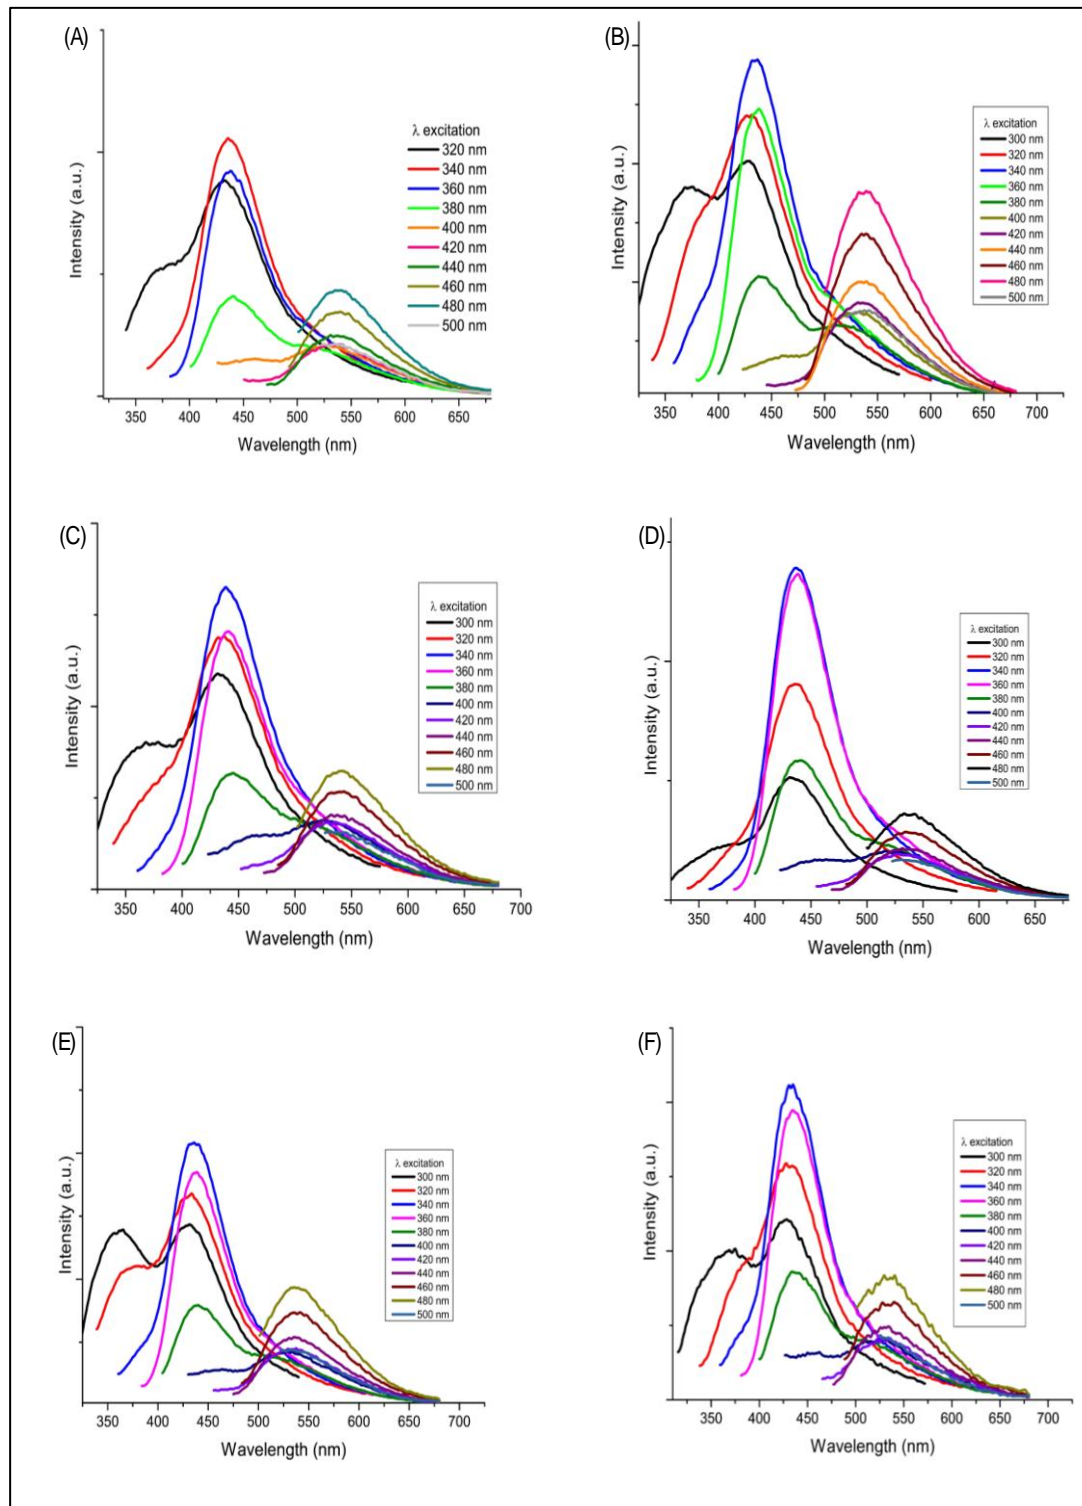 (A)
λ excitation
320 nm
340 nm
360 nm
380 nm
400 nm
420 nm
440 nm
460 nm
480 nm
500 nm
Intensity (a.u.)
350 400 450 500 550 600 650
Wavelength (nm)
(B)
λ excitation
300 nm
320 nm
340 nm
360 nm
380 nm
400 nm
420 nm
440 nm
460 nm
480 nm
500 nm
Intensity (a.u.)
350 400 450 500 550 600 650 700
Wavelength (nm)
(C)
λ excitation
300 nm
320 nm
340 nm
360 nm
380 nm
400 nm
420 nm
440 nm
460 nm
480 nm
500 nm
Intensity (a.u.)
350 400 450 500 550 600 650 700
Wavelength (nm)
(D)
λ excitation
300 nm
320 nm
340 nm
360 nm
380 nm
400 nm
420 nm
440 nm
460 nm
480 nm
500 nm
Intensity (a.u.)
350 400 450 500 550 600 650
Wavelength (nm)
(E)
λ excitation
300 nm
320 nm
340 nm
360 nm
380 nm
400 nm
420 nm
440 nm
460 nm
480 nm
500 nm
Intensity (a.u.)
350 400 450 500 550 600 650 700
Wavelength (nm)
(F)
λ excitation
300 nm
320 nm
340 nm
360 nm
380 nm
400 nm
420 nm
440 nm
460 nm
480 nm
500 nm
Intensity (a.u.)
350 400 450 500 550 600 650 700
Wavelength (nm)